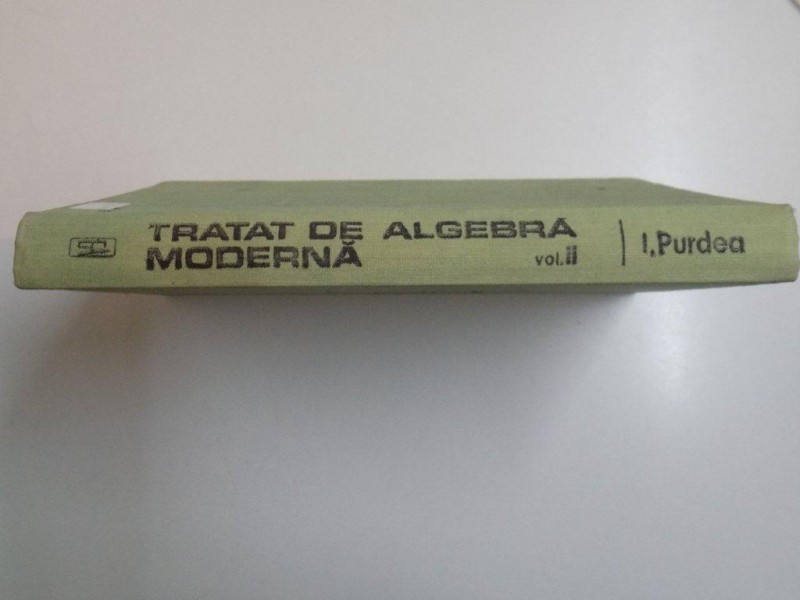 TRATAT DE ALGEBRĂ
MODERNĂ
vol. ii
I. Purdea